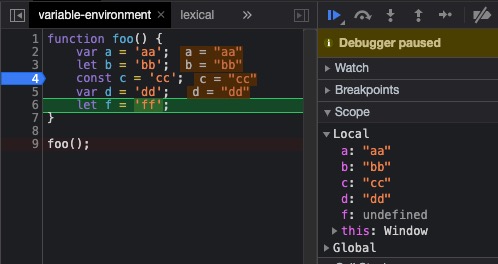 variable-environment × lexical »
Debugger paused
1 function foo() {
2 var a = 'aa'; a = "aa"
3 let b = 'bb'; b = "bb"
4 const c = 'cc'; c = "cc"
5 var d = 'dd'; d = "dd"
6 let f = 'ff';
7 }
9 foo();
Watch
Breakpoints
Scope
Local
a: "aa"
b: "bb"
c: "cc"
d: "dd"
f: undefined
this: Window
Global